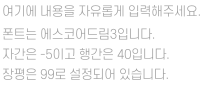 여기에 내용을 자유롭게 입력해주세요.
폰트는 에스코어드림3입니다.
자간은 -5이고 행간은 40입니다.
장평은 99로 설정되어 있습니다.